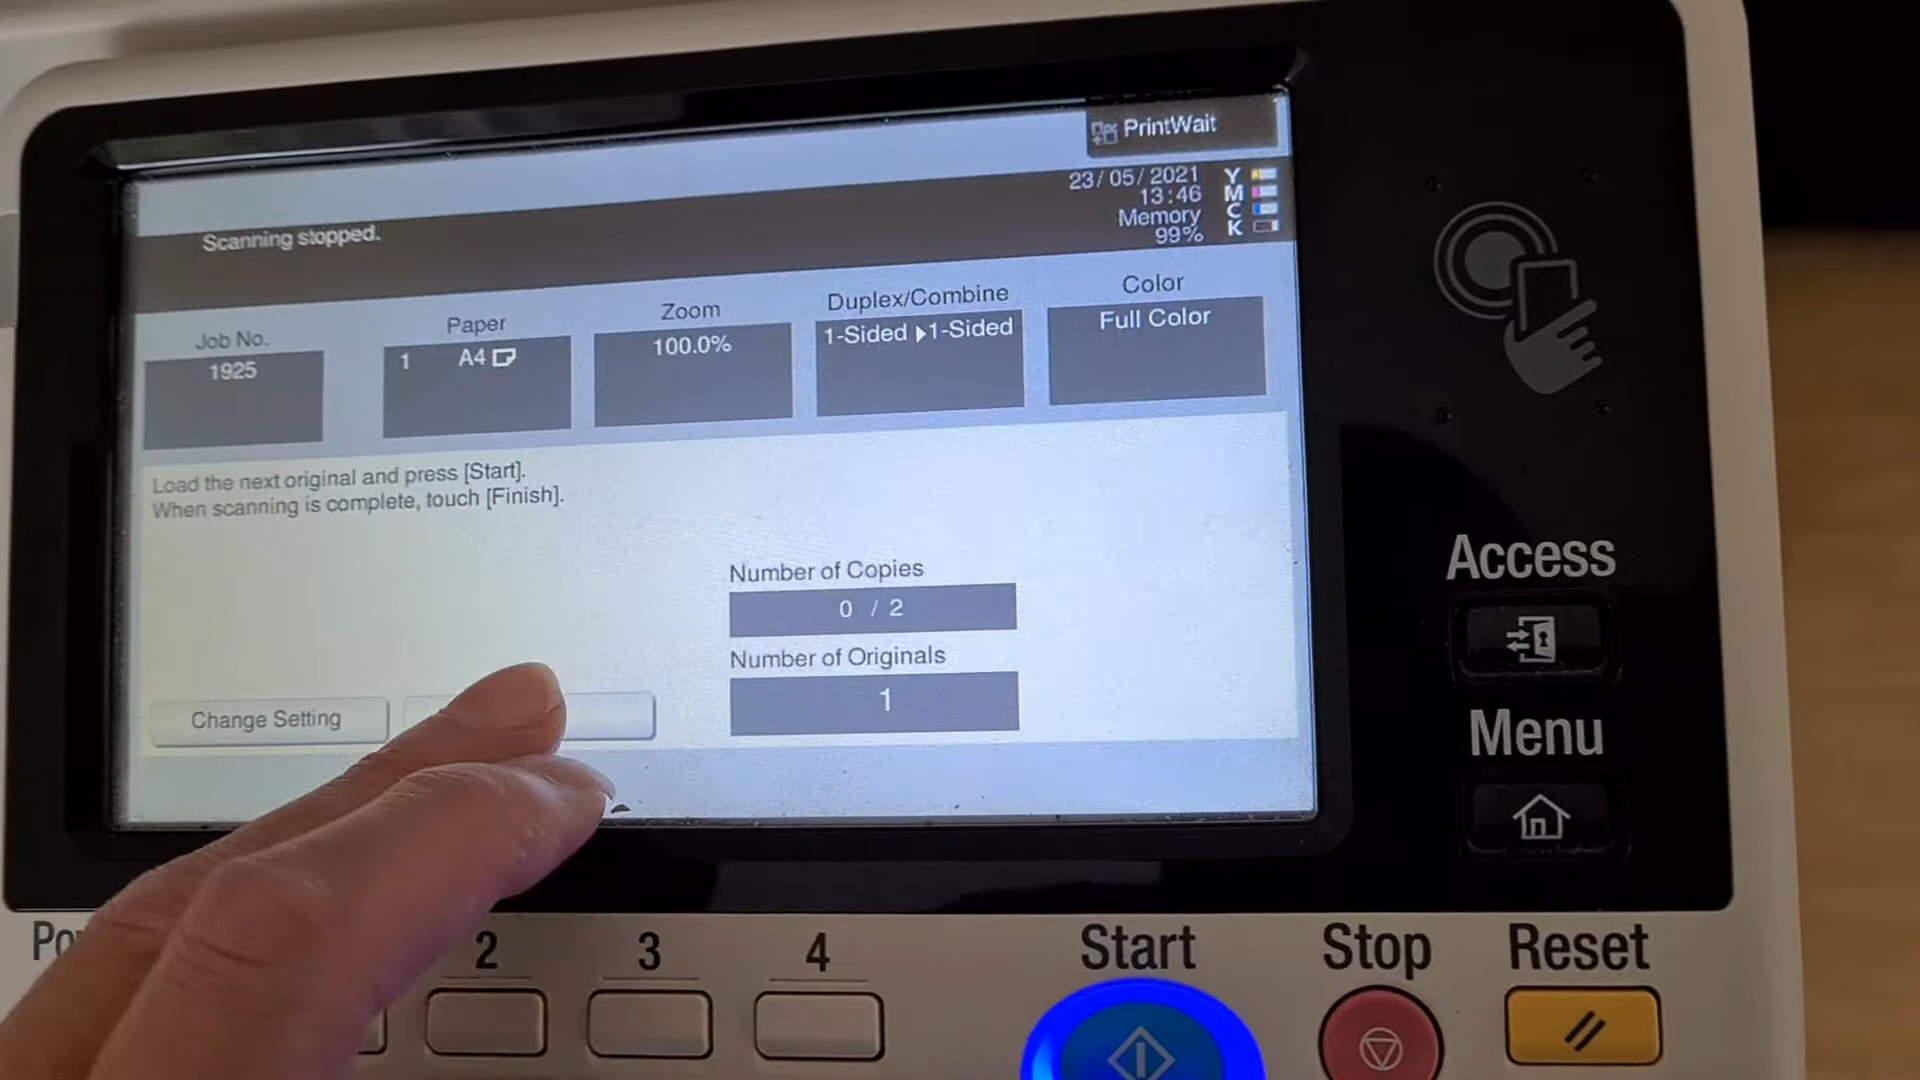 PrintWait
23/05/2021
13:46
Memory
99%
Y
M
C
K
Scanning stopped.
Job No.
1925
Paper
1 A4
Zoom
100.0%
Duplex/Combine
1-Sided ▶1-Sided
Color
Full Color
Load the next original and press [Start].
When scanning is complete, touch [Finish].
Number of Copies
0 / 2
Number of Originals
1
Change Setting
Access
Menu
2
3
4
Start
Stop
Reset